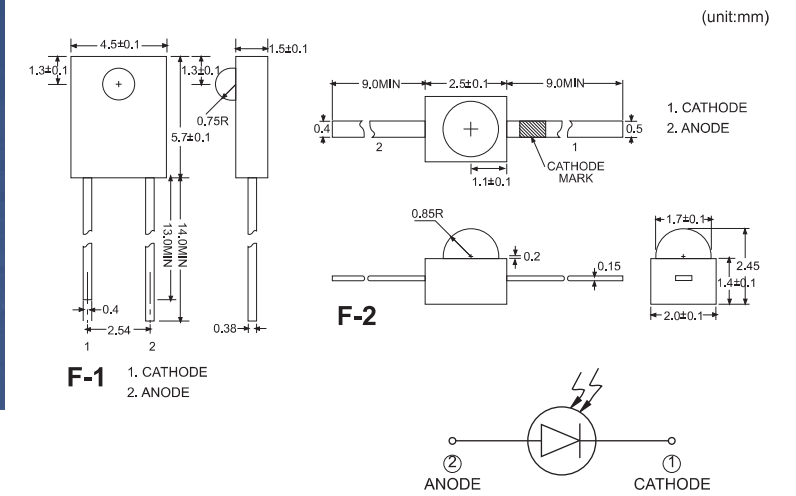 (unit:mm)
4.5±0.1
1.3±0.1
5.7±0.1
13.0MIN
14.0MIN
0.4
2.54
1
2
F-1
1. CATHODE
2. ANODE
1.5±0.1
1.3±0.1
0.75R
0.38
9.0MIN
2.5±0.1
9.0MIN
0.4
0.5
2
1
CATHODE
MARK
1.1±0.1
1. CATHODE
2. ANODE
0.85R
0.2
0.15
F-2
1.7±0.1
2.45
1.4±0.1
2.0±0.1
② ①
ANODE CATHODE